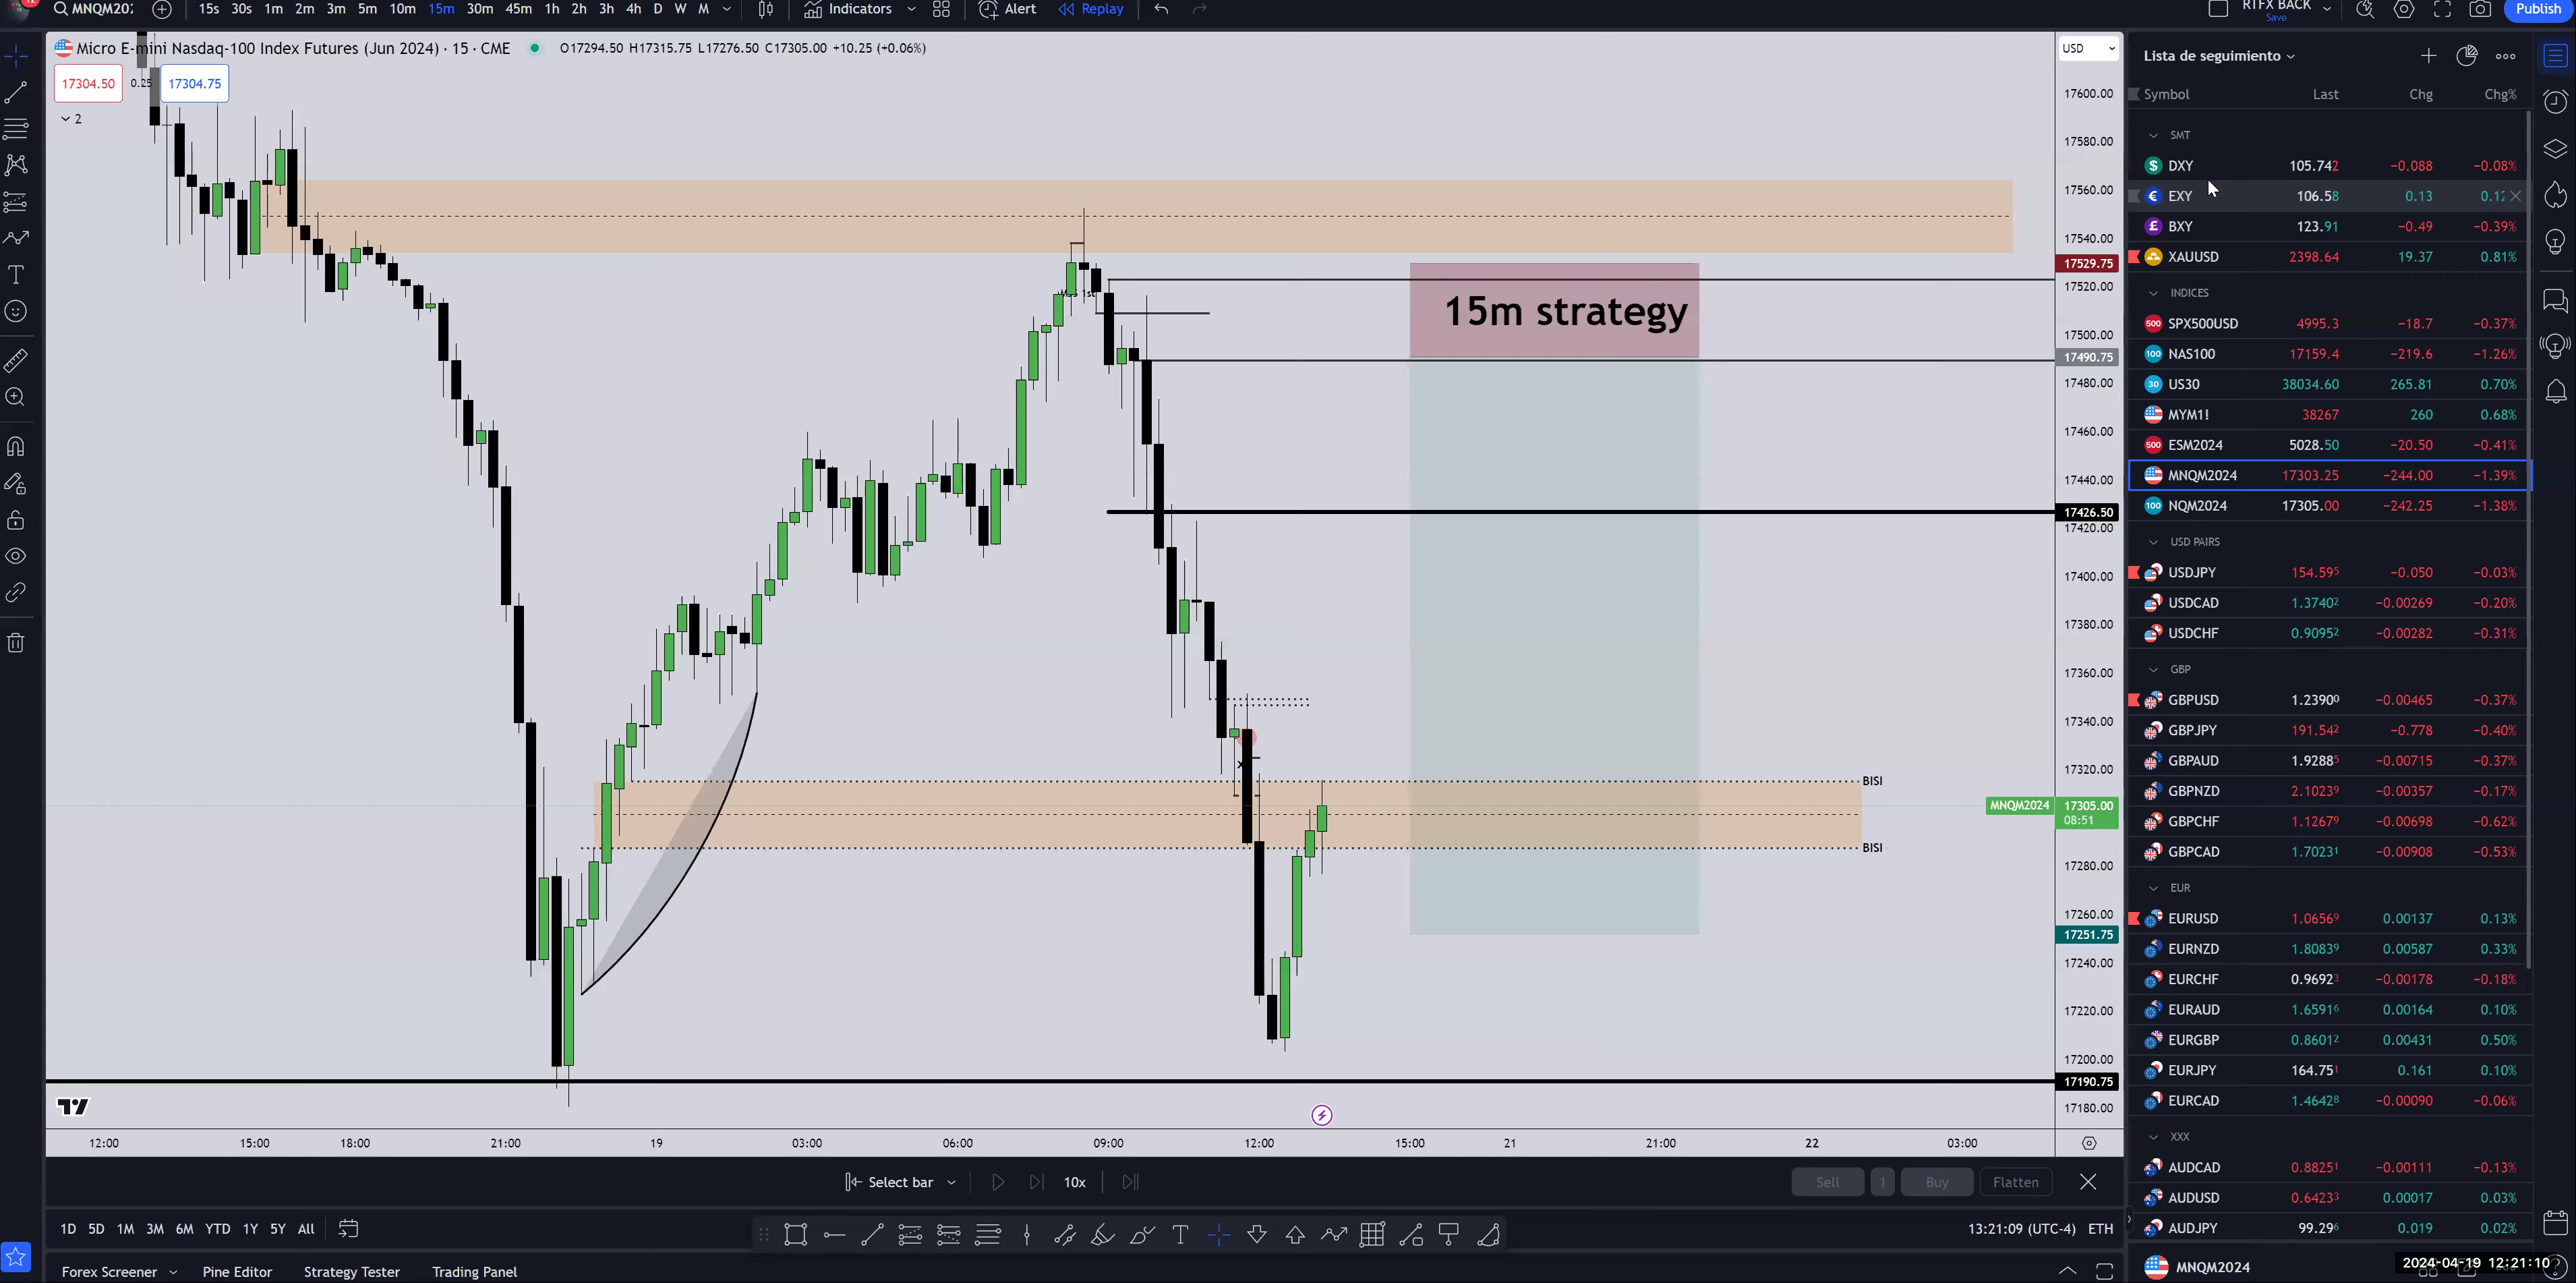 MNQM202 15s 30s 1m 2m 3m 5m 10m 15m 30m 45m 1h 2h 3h 4h D W M Indicators Alert Replay RTFX BACK Save Publish
Micro E-mini Nasdaq-100 Index Futures (Jun 2024) · 15 · CME O17294.50 H17315.75 L17276.50 C17305.00 +10.25 (+0.06%)
17304.50 0.25 17304.75
2
USD
17600.00
17580.00
17560.00
17540.00
17529.75
17520.00
17500.00
17490.75
17480.00
17460.00
17440.00
17426.50
17420.00
17400.00
17380.00
17360.00
17340.00
17320.00
MNQM2024 17305.00
08:51
17280.00
17260.00
17251.75
17240.00
17220.00
17200.00
17190.75
17180.00
15m strategy
BISI
BISI
12:00 15:00 18:00 21:00 19 03:00 06:00 09:00 12:00 15:00 21 21:00 22 03:00
Select bar 10x Sell 1 Buy Flatten
1D 5D 1M 3M 6M YTD 1Y 5Y All 13:21:09 (UTC-4) ETH
Forex Screener Pine Editor Strategy Tester Trading Panel
Lista de seguimiento
Symbol Last Chg Chg%
SMT
DXY 105.742 −0.088 −0.08%
EXY 106.58 0.13 0.12
BXY 123.91 −0.49 −0.39%
XAUUSD 2398.64 19.37 0.81%
INDICES
SPX500USD 4995.3 −18.7 −0.37%
NAS100 17159.4 −219.6 −1.26%
US30 38034.60 265.81 0.70%
MYM1! 38267 260 0.68%
ESM2024 5028.50 −20.50 −0.41%
MNQM2024 17303.25 −244.00 −1.39%
NQM2024 17305.00 −242.25 −1.38%
USD PAIRS
USDJPY 154.595 −0.050 −0.03%
USDCAD 1.37402 −0.00269 −0.20%
USDCHF 0.90952 −0.00282 −0.31%
GBP
GBPUSD 1.23900 −0.00465 −0.37%
GBPJPY 191.542 −0.778 −0.40%
GBPAUD 1.92885 −0.00715 −0.37%
GBPNZD 2.10239 −0.00357 −0.17%
GBPCHF 1.12679 −0.00698 −0.62%
GBPCAD 1.70231 −0.00908 −0.53%
EUR
EURUSD 1.06569 0.00137 0.13%
EURNZD 1.80839 0.00587 0.33%
EURCHF 0.96923 −0.00178 −0.18%
EURAUD 1.65916 0.00164 0.10%
EURGBP 0.86012 0.00431 0.50%
EURJPY 164.751 0.161 0.10%
EURCAD 1.46428 −0.00090 −0.06%
XXX
AUDCAD 0.88251 −0.00111 −0.13%
AUDUSD 0.64233 0.00017 0.03%
AUDJPY 99.296 0.019 0.02%
MNQM2024 2024-04-19 12:21:10